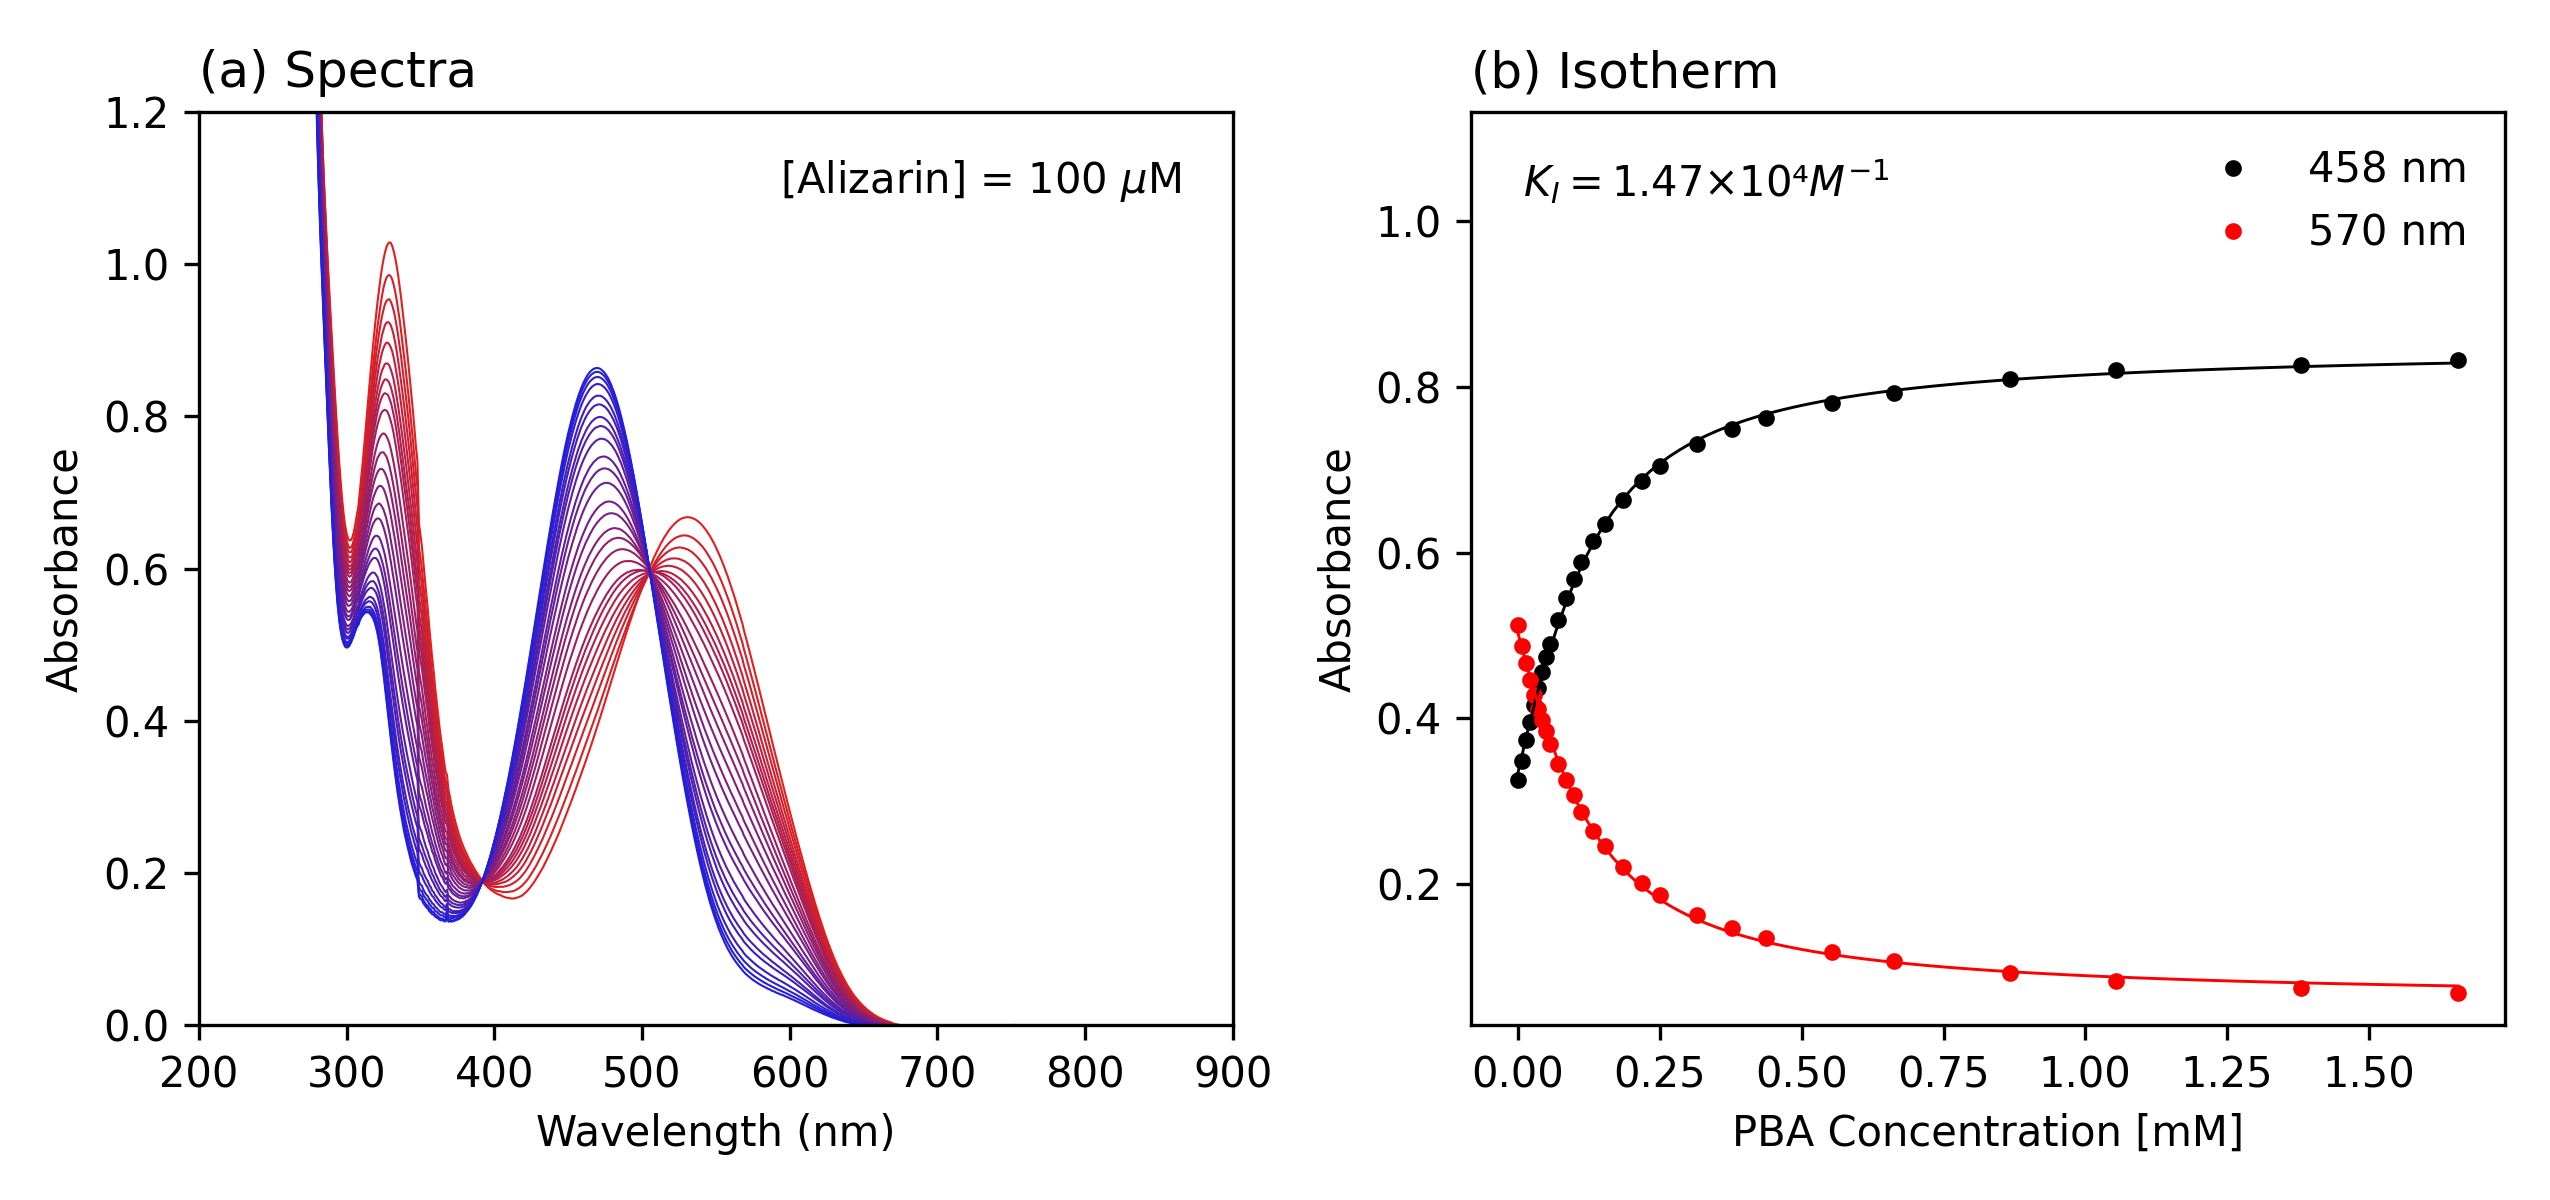 (a) Spectra
[Alizarin] = 100 μM
Absorbance
1.2
1.0
0.8
0.6
0.4
0.2
0.0
200 300 400 500 600 700 800 900
Wavelength (nm)
(b) Isotherm
K_I = 1.47×10⁴M⁻¹
458 nm
570 nm
Absorbance
1.0
0.8
0.6
0.4
0.2
0.00 0.25 0.50 0.75 1.00 1.25 1.50
PBA Concentration [mM]